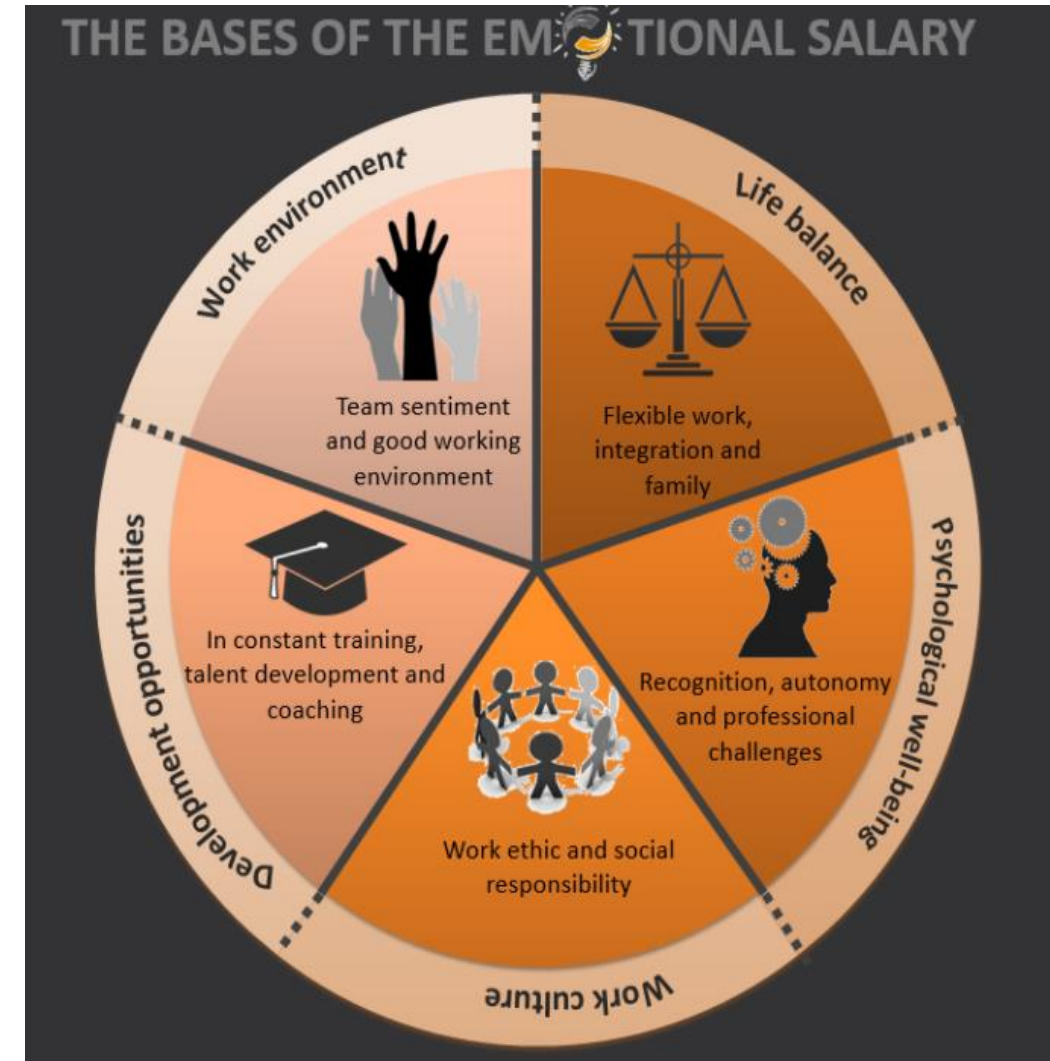 THE BASES OF THE EMOTIONAL SALARY
Work environment
Team sentiment
and good working
environment
Life balance
Flexible work,
integration and
family
Psychological well-being
Recognition, autonomy
and professional
challenges
Work culture
Work ethic and social
responsibility
Development opportunities
In constant training,
talent development and
coaching